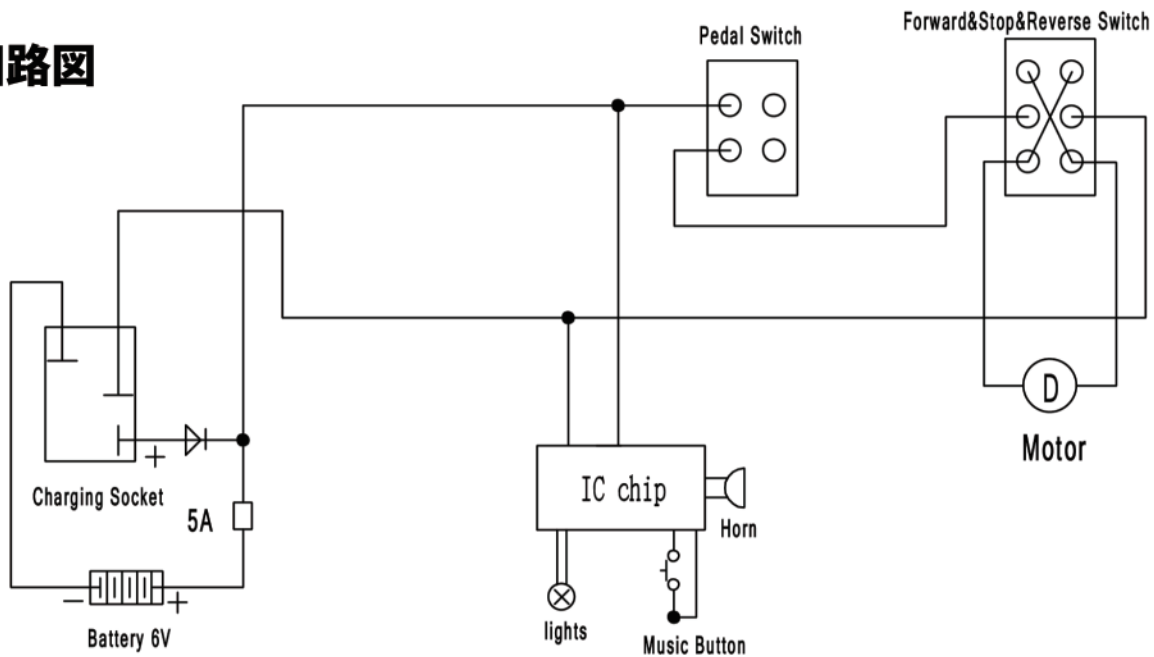 路図
Forward&Stop&Reverse Switch
Pedal Switch
D
Motor
IC chip
Horn
Charging Socket
+
5A
− +
Battery 6V
lights
Music Button